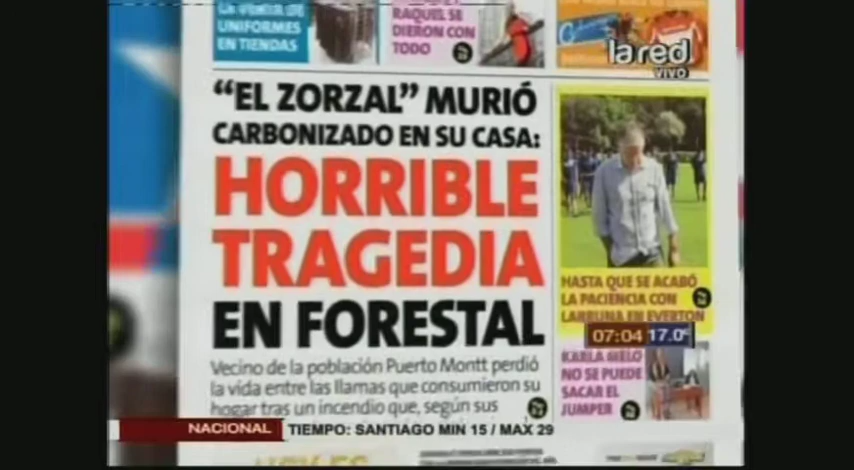 UNIFORMES
EN TIENDAS
RAQUEL SE
DIERON CON
TODO
la red
VIVO
"EL ZORZAL" MURIÓ
CARBONIZADO EN SU CASA:
HORRIBLE
TRAGEDIA
EN FORESTAL
Vecino de la población Puerto Montt perdió
la vida entre las llamas que consumieron su
hogar tras un incendio que, según sus
HASTA QUE SE ACABÓ
LA PACIENCIA CON
LARBUNA EN EVERTON
07:04 17.0°
KARLA MELO
NO SE PUEDE
SACAR EL
JUMPER
NACIONAL TIEMPO: SANTIAGO MIN 15 / MAX 29